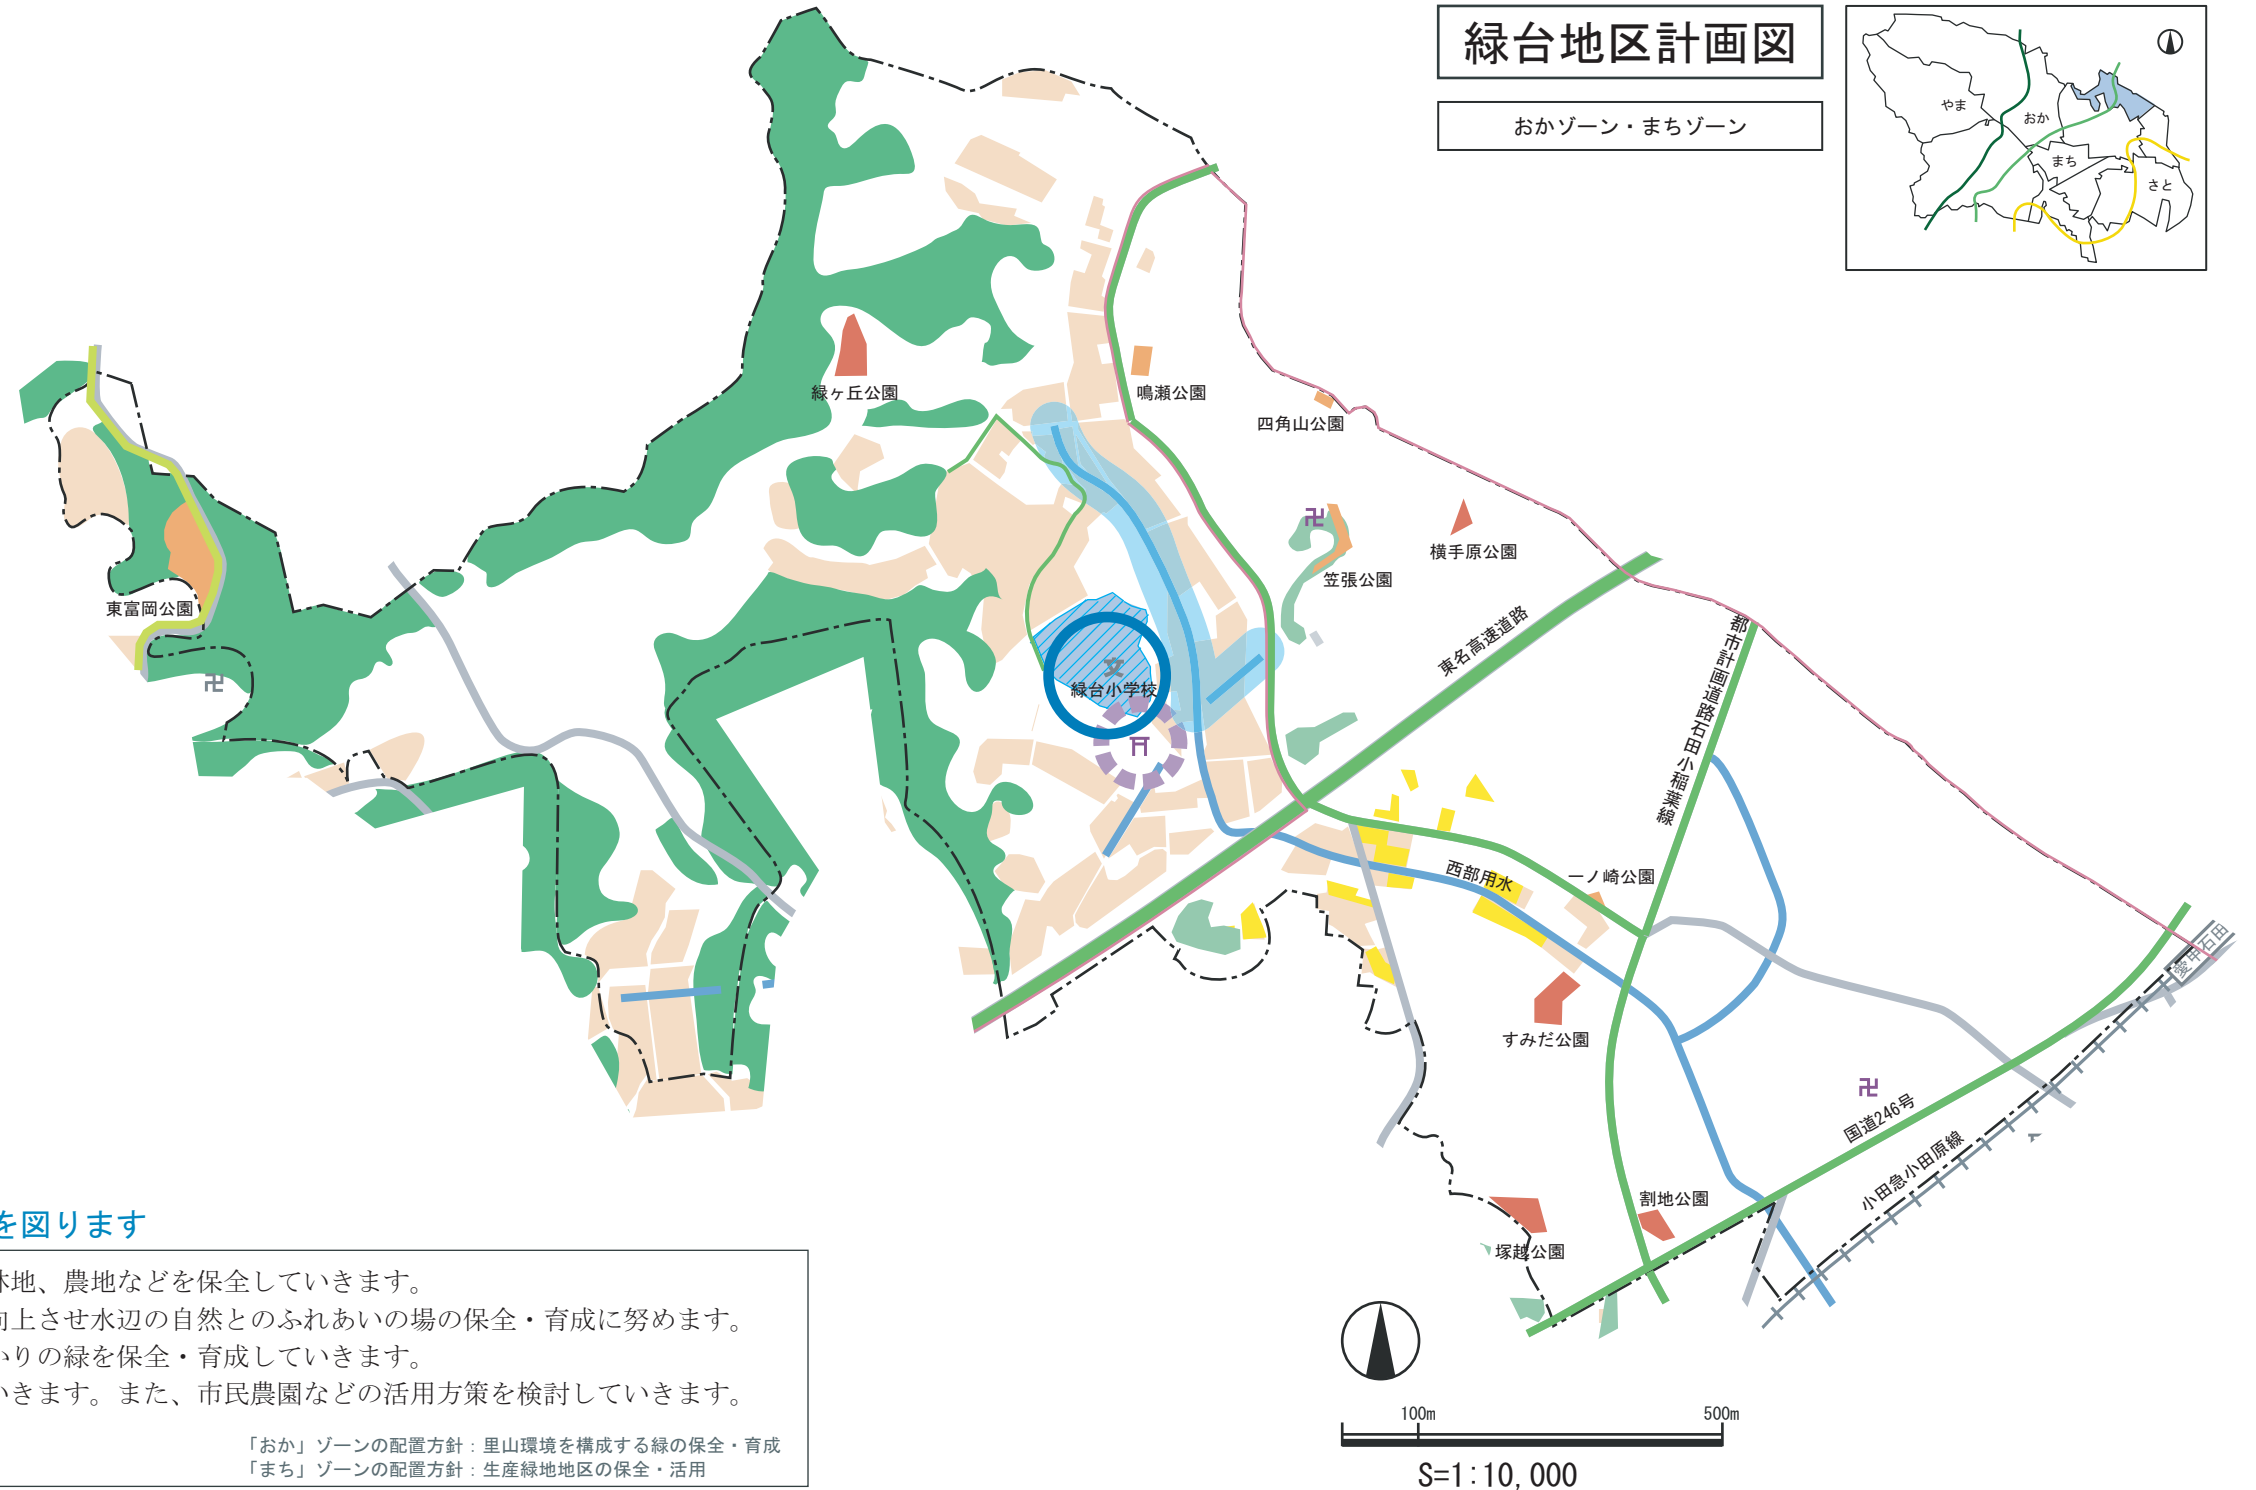 緑台地区計画図
おかゾーン・まちゾーン
やま
おか
まち
さと
緑ヶ丘公園
鳴瀬公園
四角山公園
横手原公園
笠張公園
東富岡公園
文
緑台小学校
東名高速道路
都市計画道路石田小稲葉線
西部用水
一ノ崎公園
すみだ公園
愛甲石田
国道246号
小田急小田原線
割地公園
塚越公園
を図ります
林地、農地などを保全していきます。
向上させ水辺の自然とのふれあいの場の保全・育成に努めます。
かりの緑を保全・育成していきます。
いきます。また、市民農園などの活用方策を検討していきます。
「おか」ゾーンの配置方針：里山環境を構成する緑の保全・育成
「まち」ゾーンの配置方針：生産緑地地区の保全・活用
100m
500m
S=1:10,000